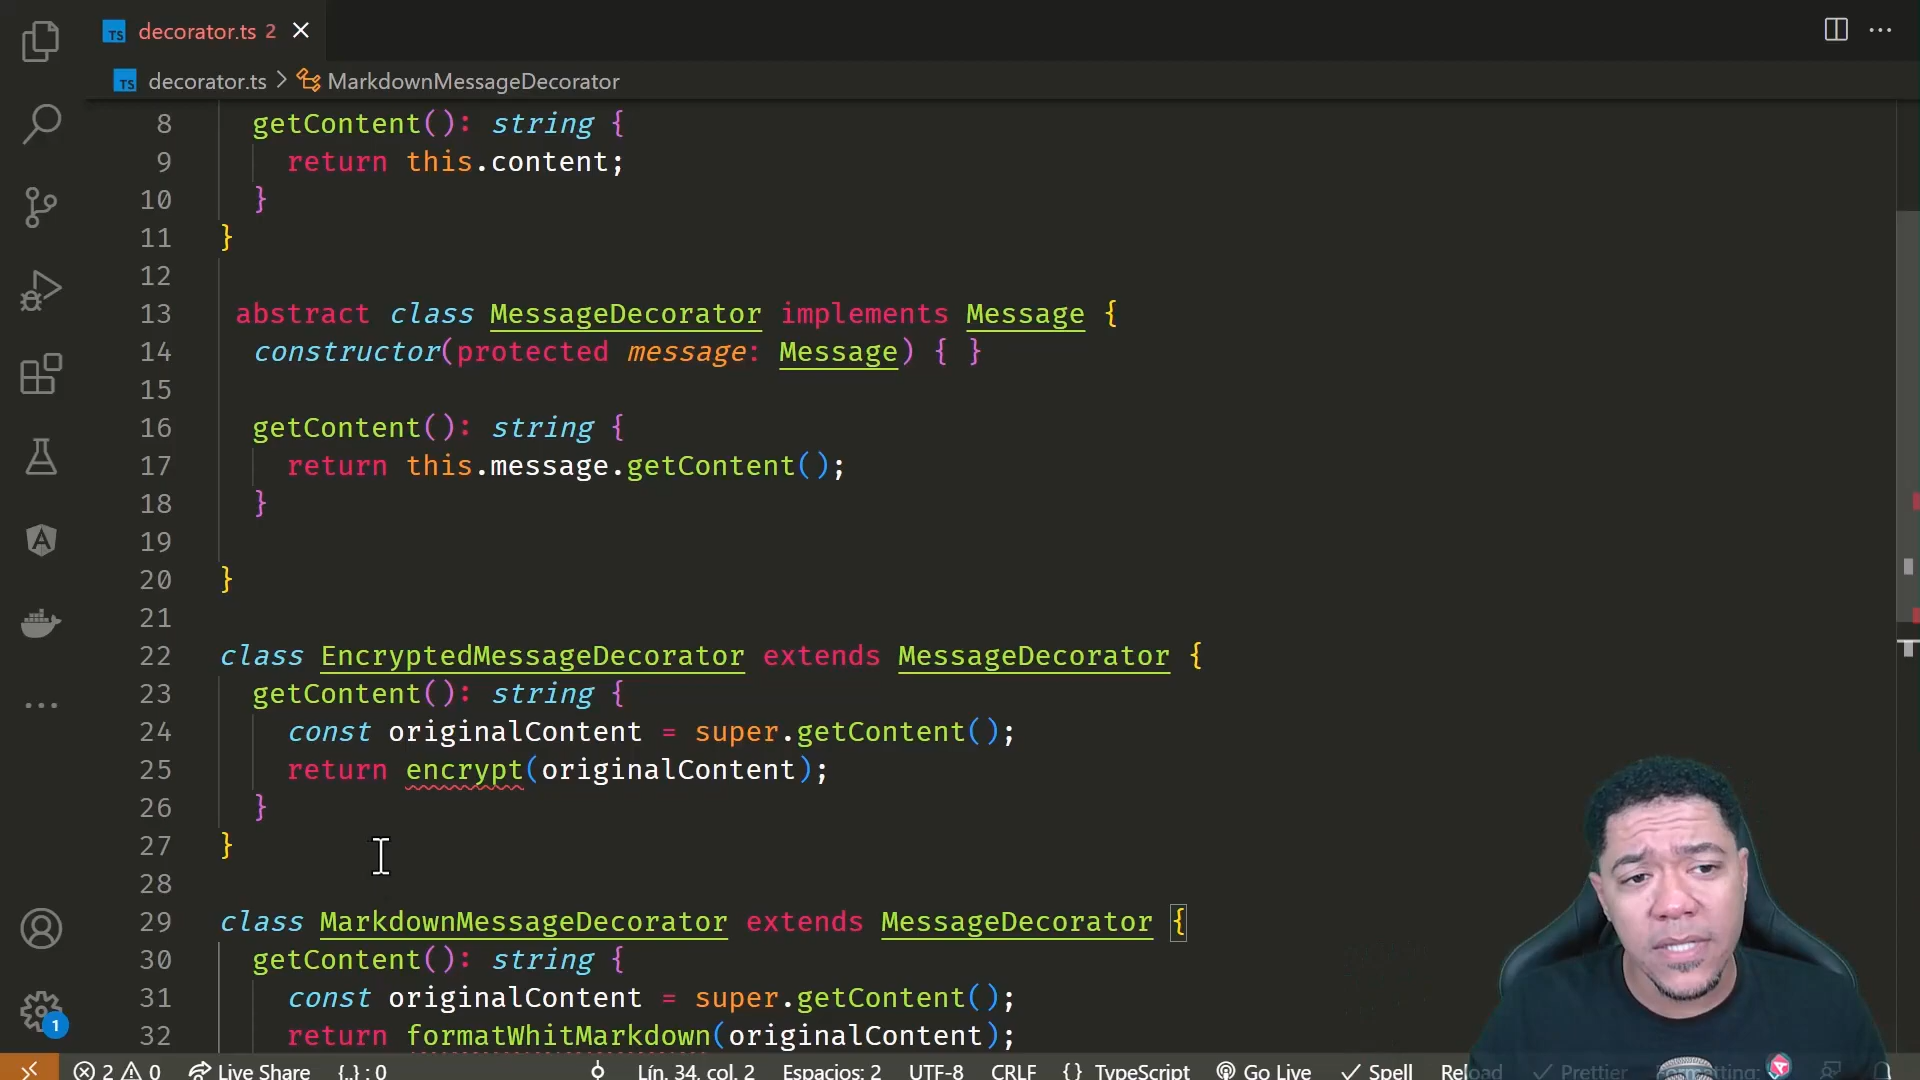 decorator.ts 2
decorator.ts > MarkdownMessageDecorator
8 getContent(): string {
9 return this.content;
10 }
11 }
12
13 abstract class MessageDecorator implements Message {
14 constructor(protected message: Message) { }
15
16 getContent(): string {
17 return this.message.getContent();
18 }
19
20 }
21
22 class EncryptedMessageDecorator extends MessageDecorator {
23 getContent(): string {
24 const originalContent = super.getContent();
25 return encrypt(originalContent);
26 }
27 }
28
29 class MarkdownMessageDecorator extends MessageDecorator {
30 getContent(): string {
31 const originalContent = super.getContent();
32 return formatWhitMarkdown(originalContent);
1
2 0 Live Share {..} : 0 Lín. 34, col. 2 Espacios: 2 UTF-8 CRLF {} TypeScript Go Live ✓ Spell Reload ✓ Prettier Formatting: